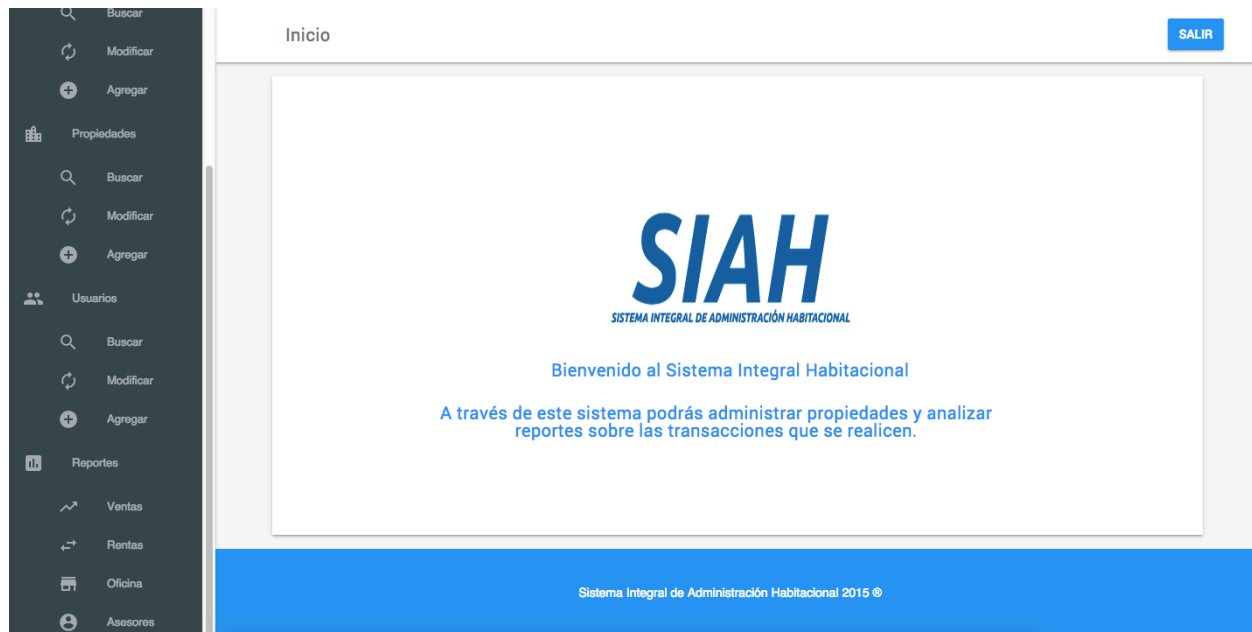 Buscar
Modificar
Agregar
Propiedades
Buscar
Modificar
Agregar
Usuarios
Buscar
Modificar
Agregar
Reportes
Ventas
Rentas
Oficina
Asesores
Inicio
SALIR
SIAH
SISTEMA INTEGRAL DE ADMINISTRACIÓN HABITACIONAL
Bienvenido al Sistema Integral Habitacional
A través de este sistema podrás administrar propiedades y analizar
reportes sobre las transacciones que se realicen.
Sistema Integral de Administración Habitacional 2015 ®